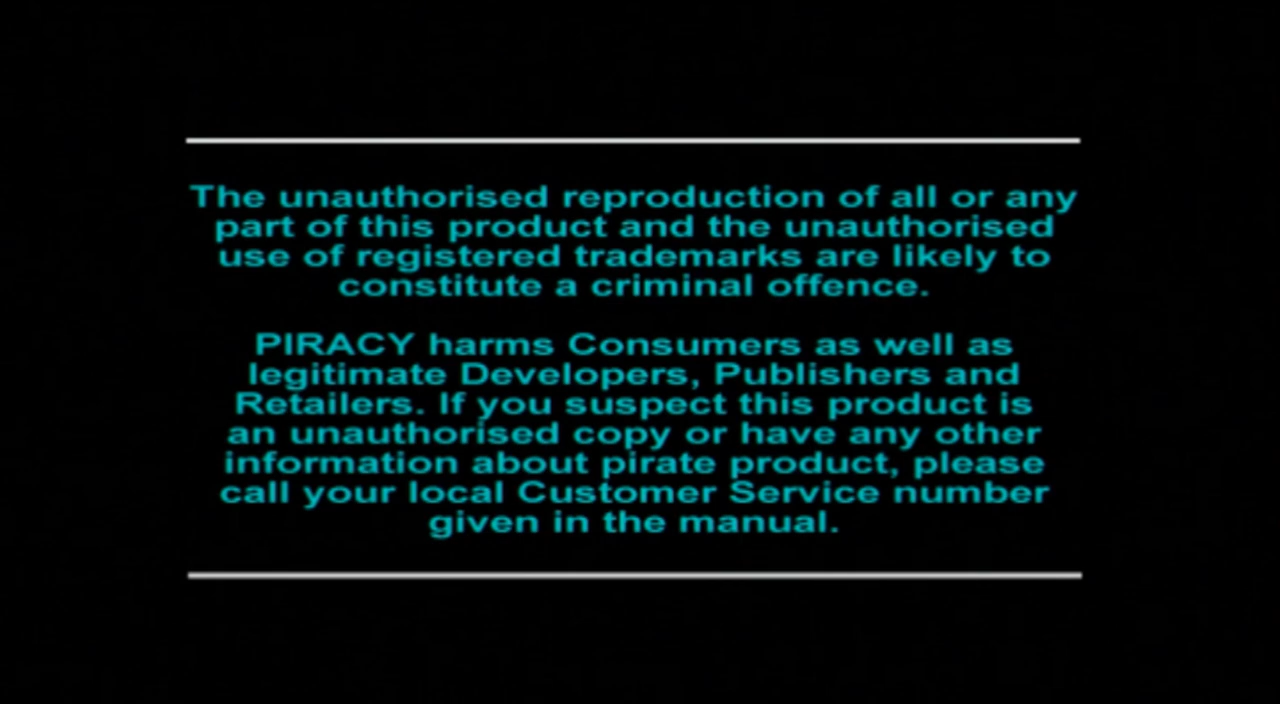 The unauthorised reproduction of all or any
part of this product and the unauthorised
use of registered trademarks are likely to
constitute a criminal offence.
PIRACY harms Consumers as well as
legitimate Developers, Publishers and
Retailers. If you suspect this product is
an unauthorised copy or have any other
information about pirate product, please
call your local Customer Service number
given in the manual.